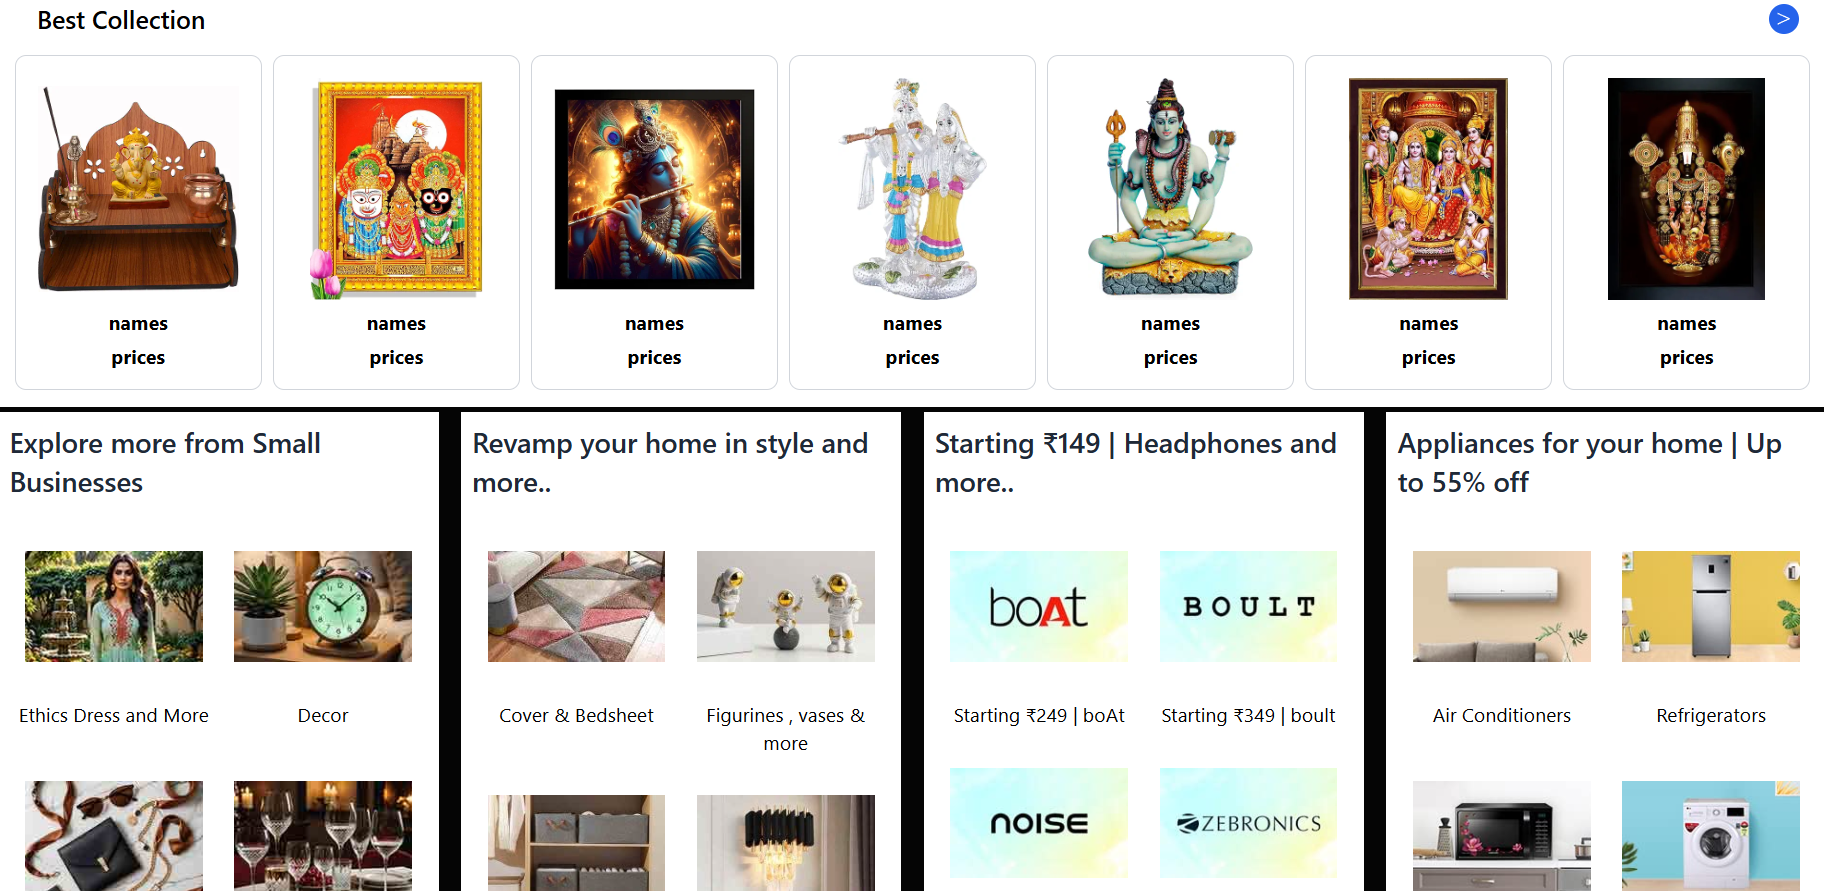 Best Collection
>
names
prices
names
prices
names
prices
names
prices
names
prices
names
prices
names
prices
Explore more from Small
Businesses
Ethics Dress and More
Decor
Revamp your home in style and
more..
Cover & Bedsheet
Figurines , vases &
more
Starting ₹149 | Headphones and
more..
boAt
BOULT
Starting ₹249 | boAt
Starting ₹349 | boult
noise
ZEBRONICS
Appliances for your home | Up
to 55% off
Air Conditioners
Refrigerators